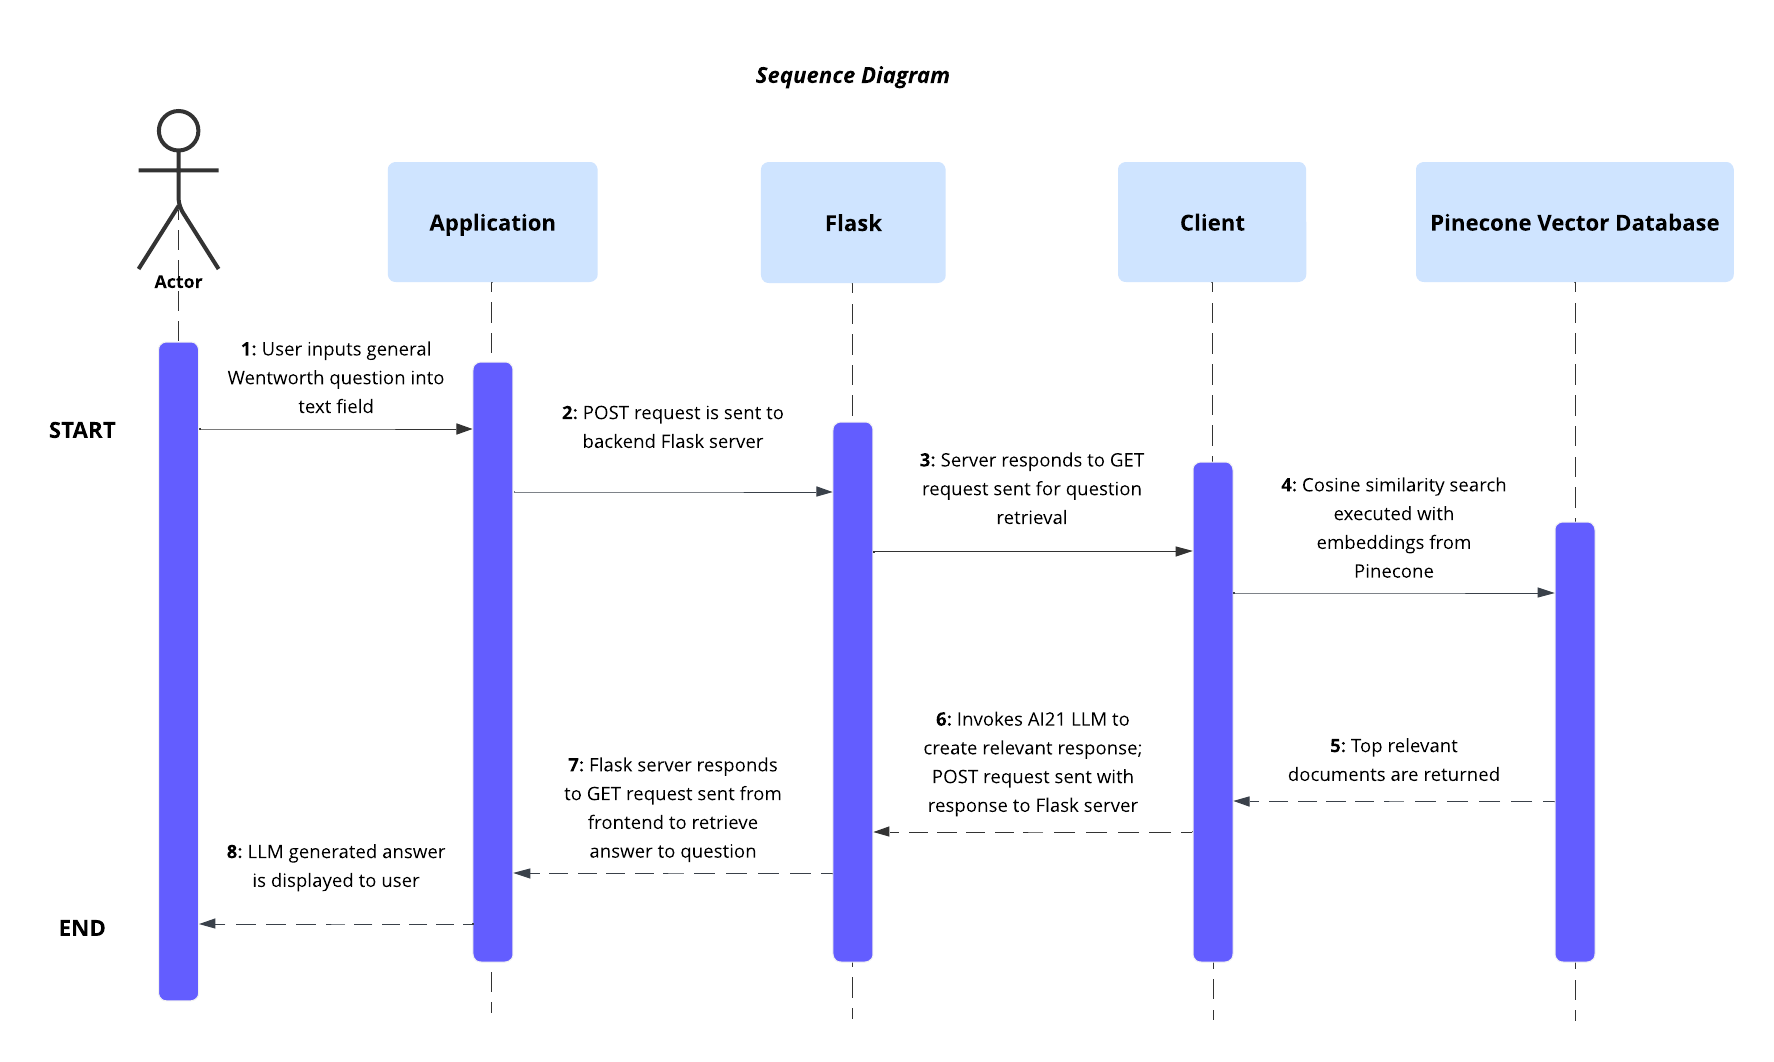 Sequence Diagram
Actor
Application
Flask
Client
Pinecone Vector Database
START
1: User inputs general
Wentworth question into
text field
2: POST request is sent to
backend Flask server
3: Server responds to GET
request sent for question
retrieval
4: Cosine similarity search
executed with
embeddings from
Pinecone
5: Top relevant
documents are returned
6: Invokes AI21 LLM to
create relevant response;
POST request sent with
response to Flask server
7: Flask server responds
to GET request sent from
frontend to retrieve
answer to question
8: LLM generated answer
is displayed to user
END